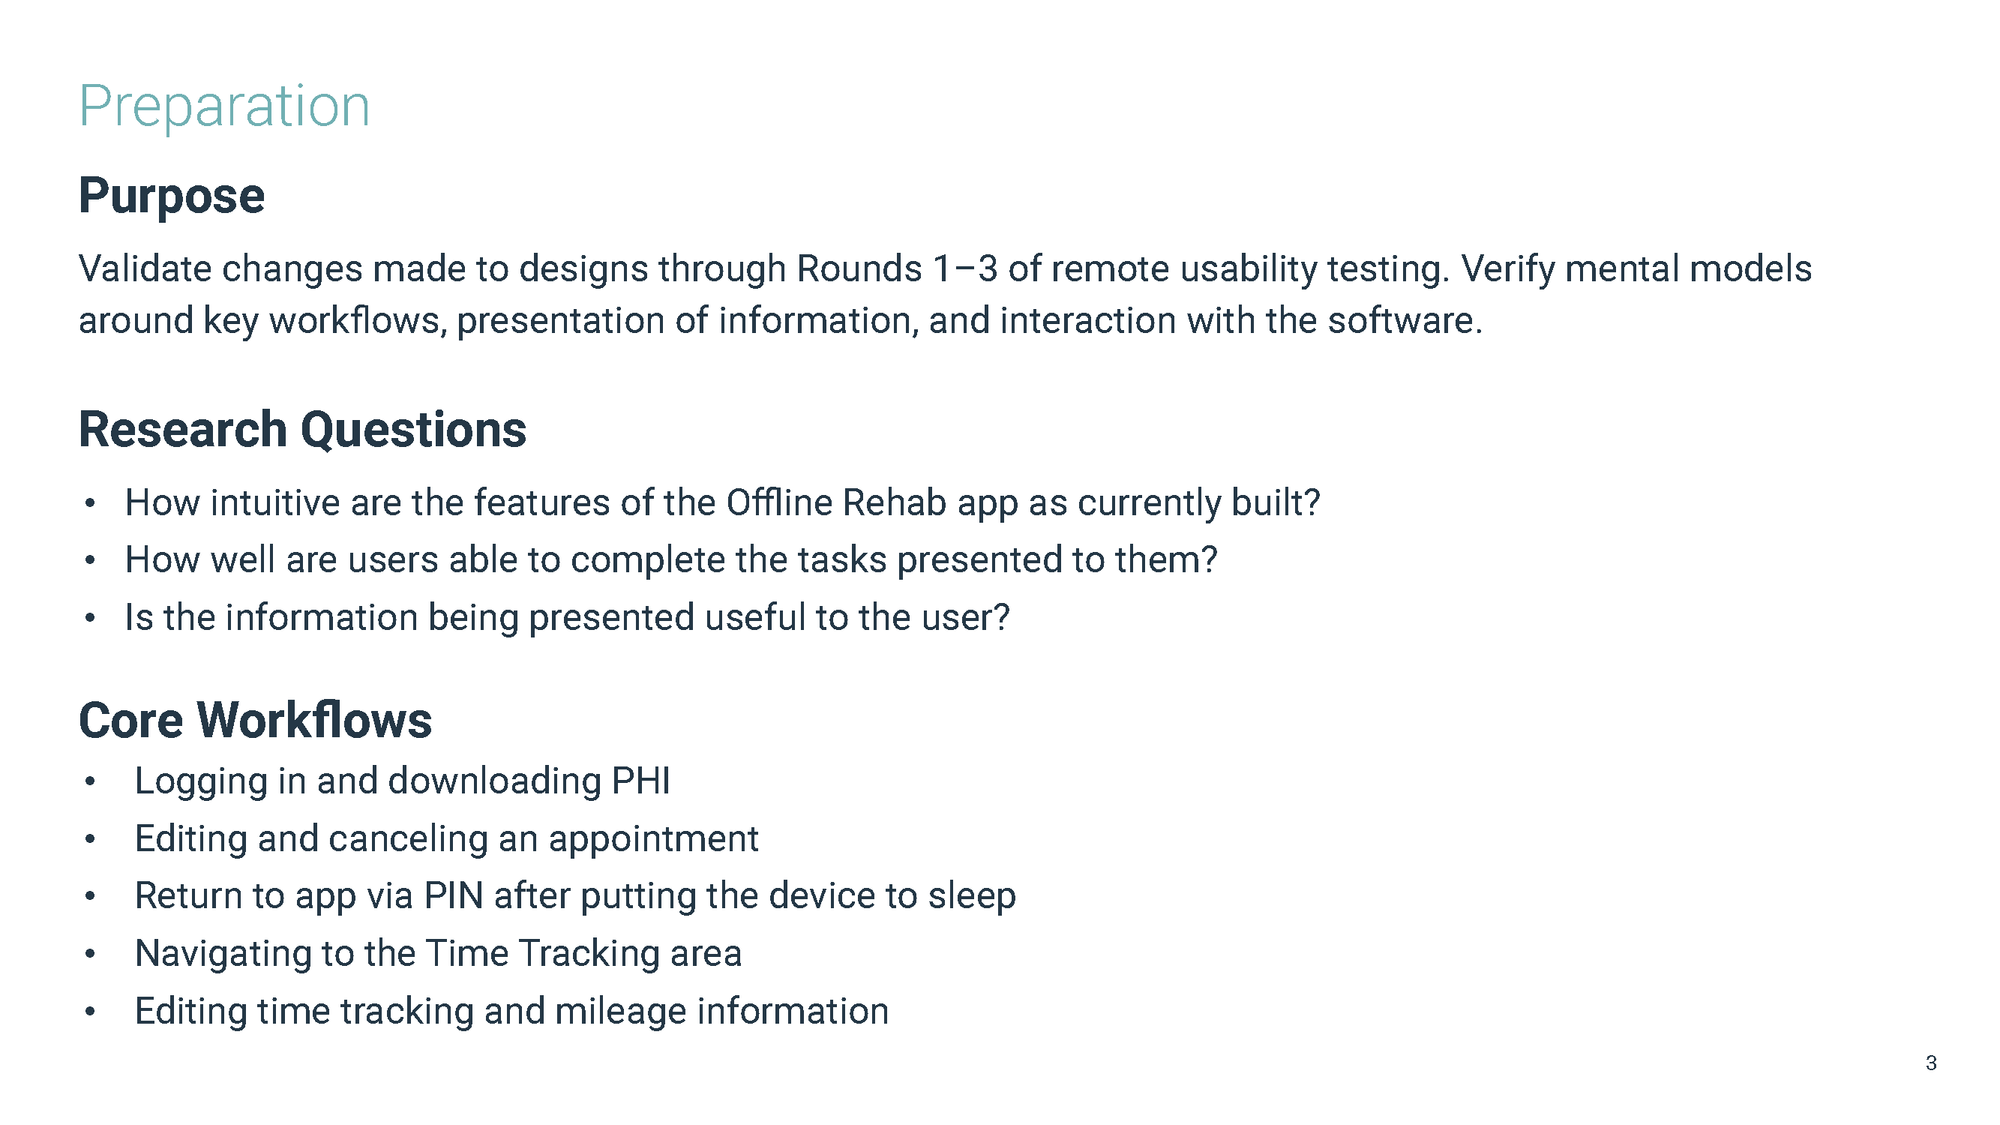 Preparation
Purpose
Validate changes made to designs through Rounds 1–3 of remote usability testing. Verify mental models
around key workflows, presentation of information, and interaction with the software.
Research Questions
• How intuitive are the features of the Offline Rehab app as currently built?
• How well are users able to complete the tasks presented to them?
• Is the information being presented useful to the user?
Core Workflows
• Logging in and downloading PHI
• Editing and canceling an appointment
• Return to app via PIN after putting the device to sleep
• Navigating to the Time Tracking area
• Editing time tracking and mileage information
3